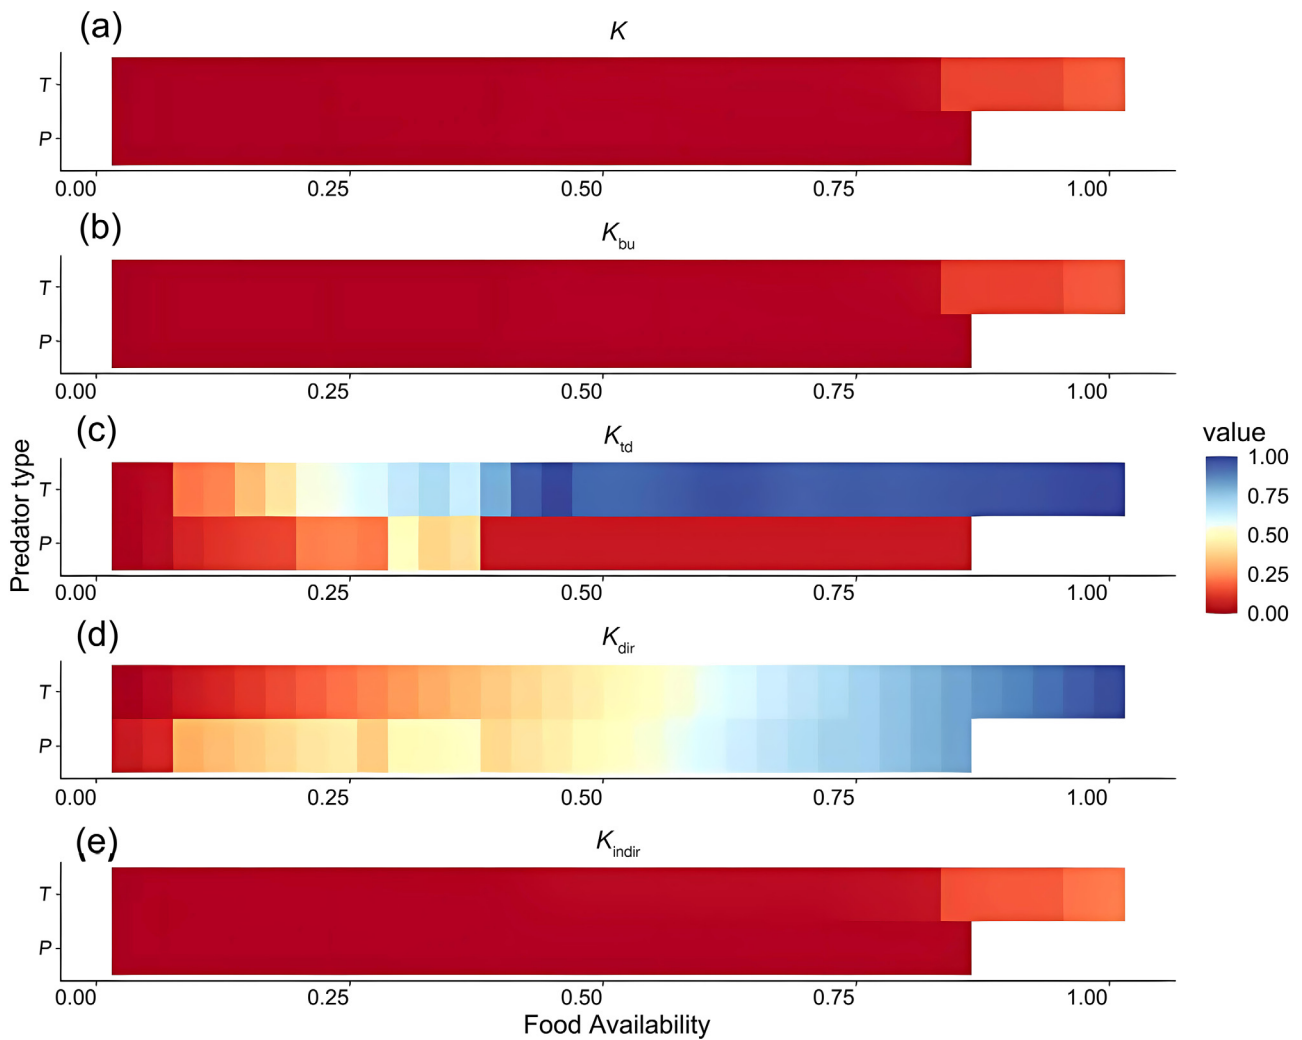 (a)
K
T
P
0.00 0.25 0.50 0.75 1.00
(b)
Kbu
T
P
0.00 0.25 0.50 0.75 1.00
(c)
Ktd
T
P
0.00 0.25 0.50 0.75 1.00
Predator type
value
1.00
0.75
0.50
0.25
0.00
(d)
Kdir
T
P
0.00 0.25 0.50 0.75 1.00
(e)
Kindir
T
P
0.00 0.25 0.50 0.75 1.00
Food Availability